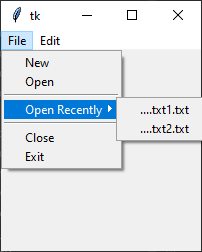 tk
File Edit
New
Open
Open Recently
....txt1.txt
....txt2.txt
Close
Exit